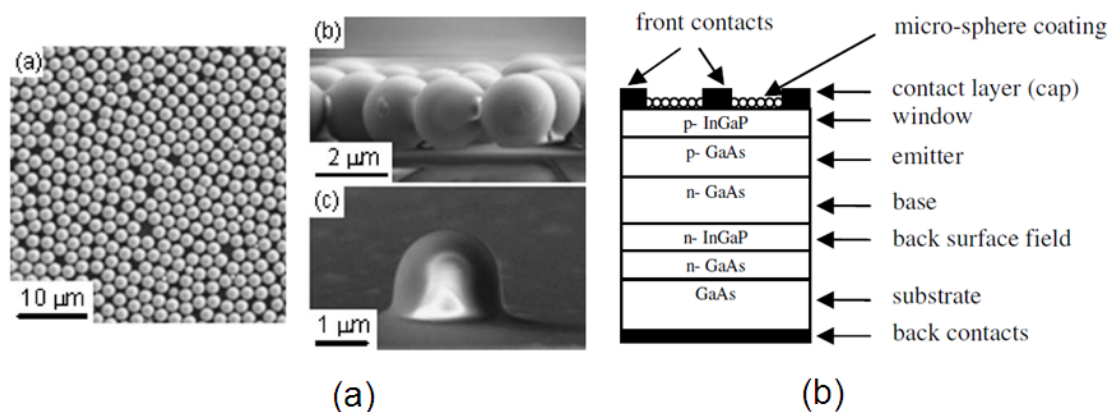 (a)
10 µm
(b)
2 µm
(c)
1 µm
(a)
front contacts
micro-sphere coating
contact layer (cap)
window
emitter
base
back surface field
substrate
back contacts
p- InGaP
p- GaAs
n- GaAs
n- InGaP
n- GaAs
GaAs
(b)